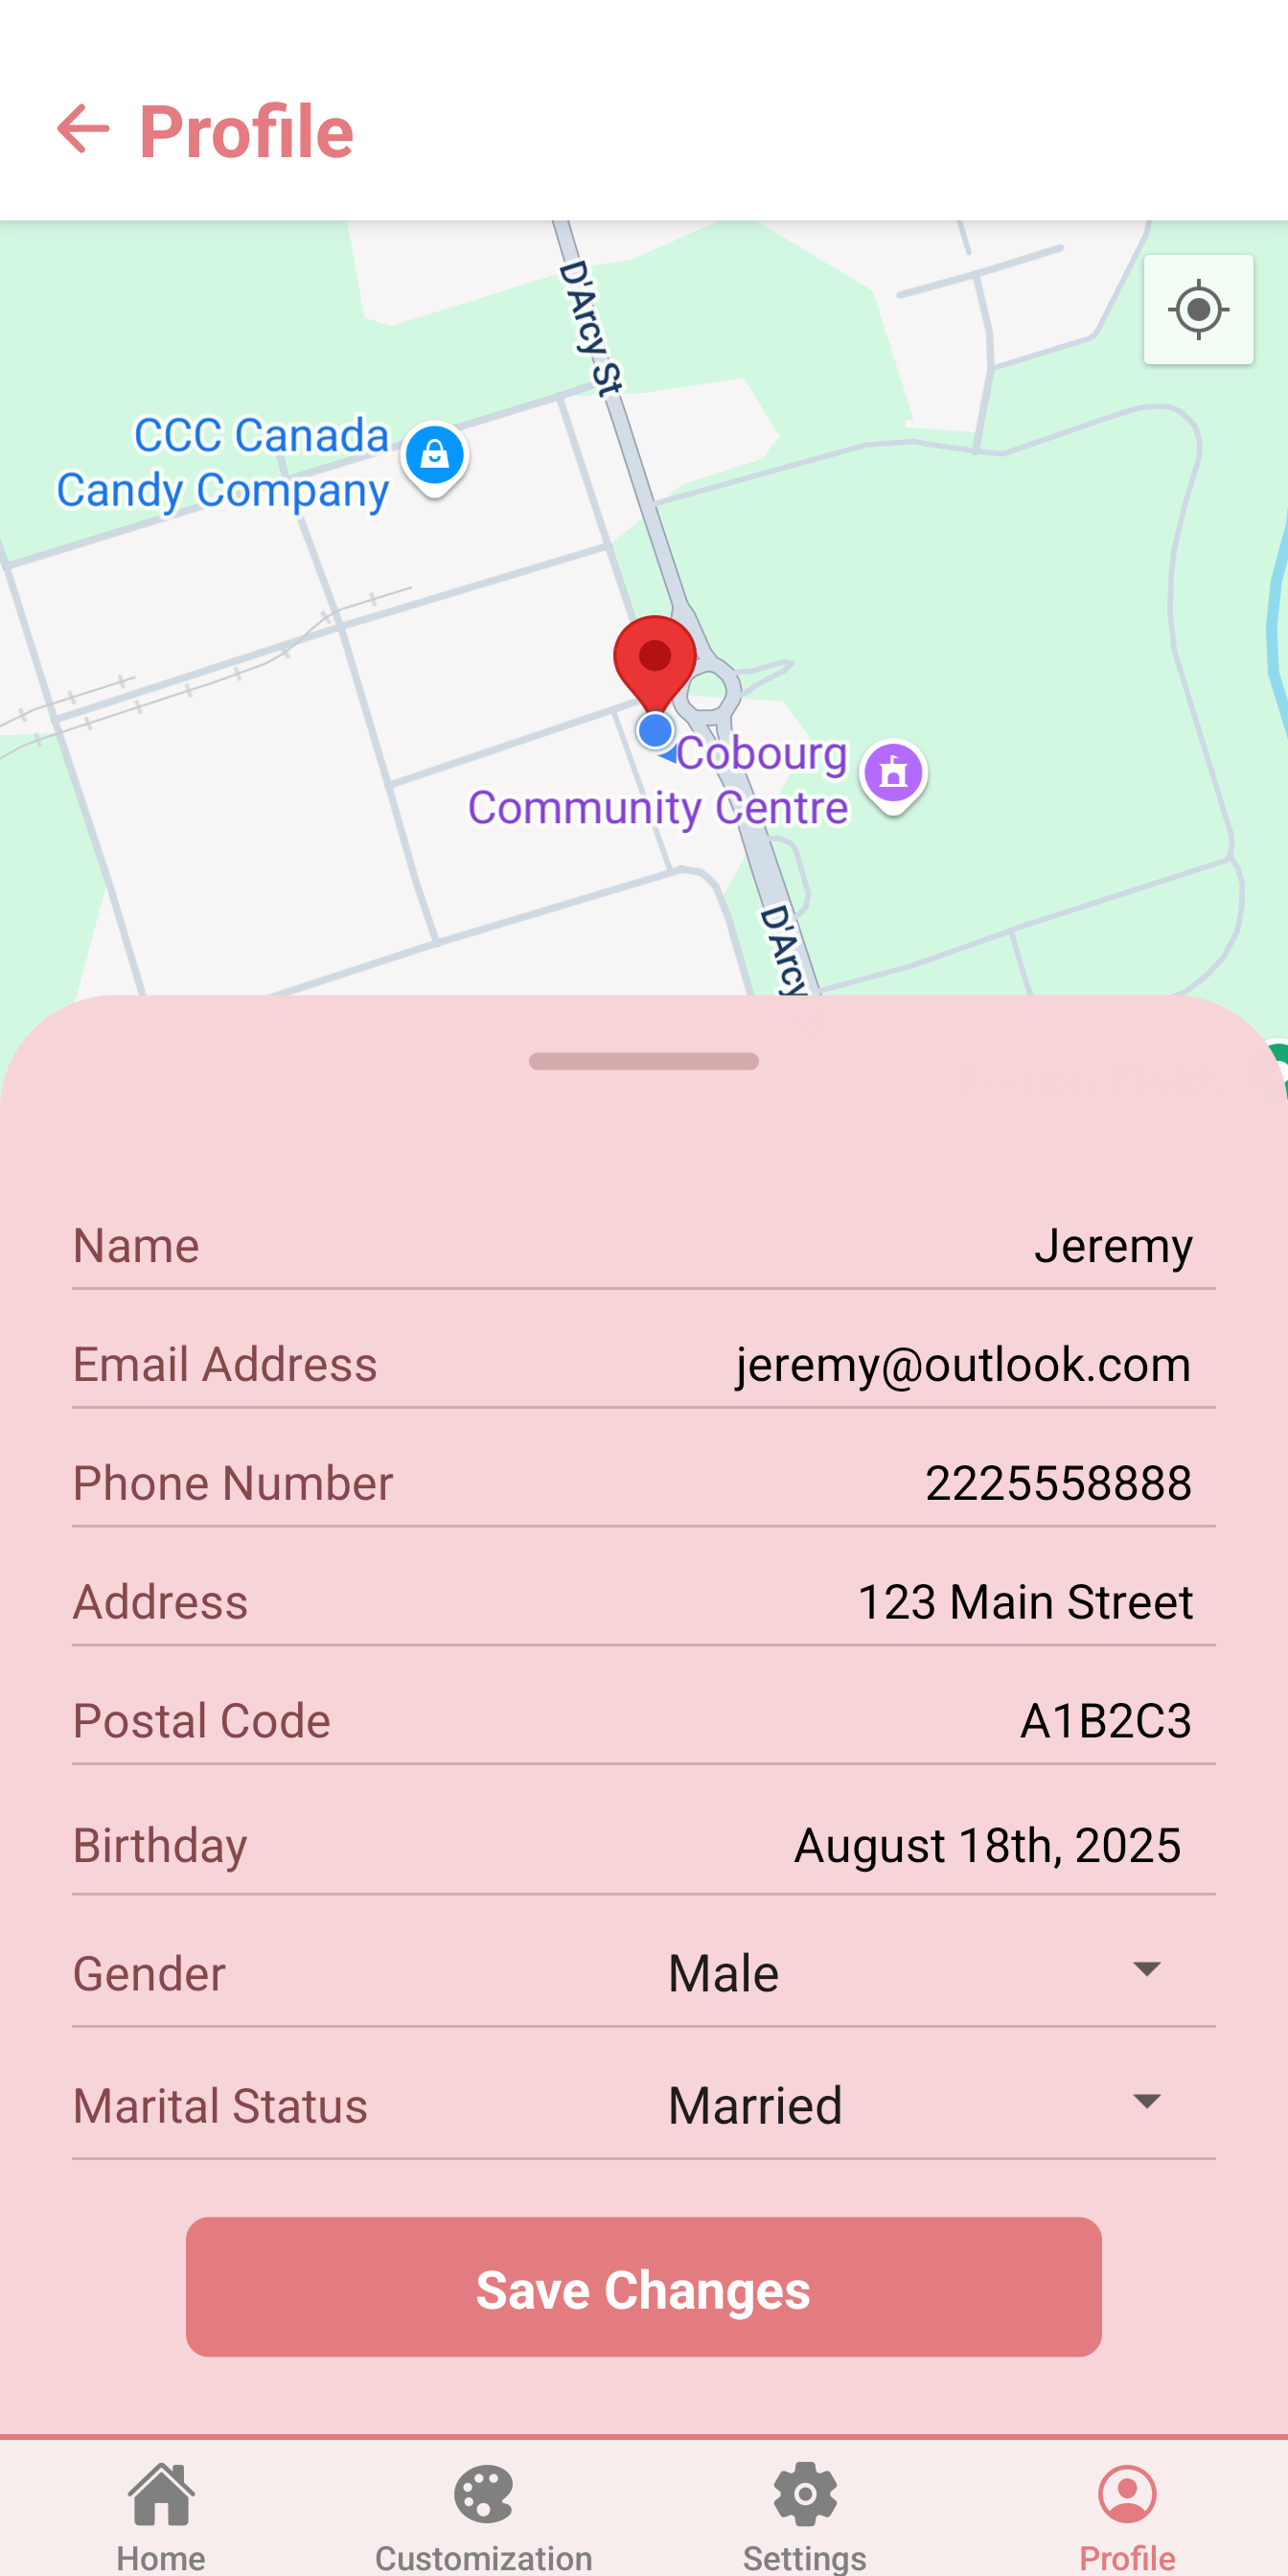 Profile
D'Arcy St
CCC Canada
Candy Company
Cobourg
Community Centre
D'Arcy
Name Jeremy
Email Address jeremy@outlook.com
Phone Number 2225558888
Address 123 Main Street
Postal Code A1B2C3
Birthday August 18th, 2025
Gender Male
Marital Status Married
Save Changes
Home Customization Settings Profile